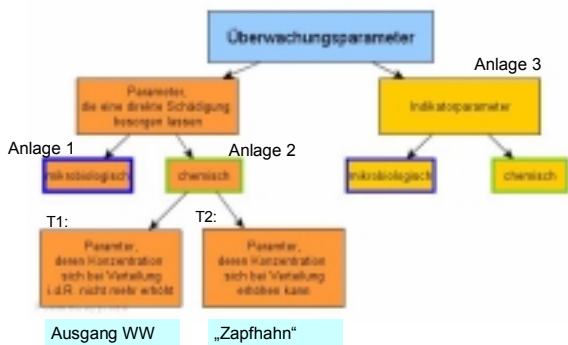 Überwachungsparameter
Anlage 3
Parameter,
die eine direkte Schädigung
besorgen lassen
Indikatorparameter
Anlage 1
Anlage 2
mikrobiologisch
chemisch
mikrobiologisch
chemisch
T1:
T2:
Paramter,
deren Konzentration
sich bei Verteilung
i.d.R. nicht mehr erhöht
Paramter,
deren Konzentration
sich bei Verteilung
erhöhen kann
Ausgang WW
„Zapfhahn“